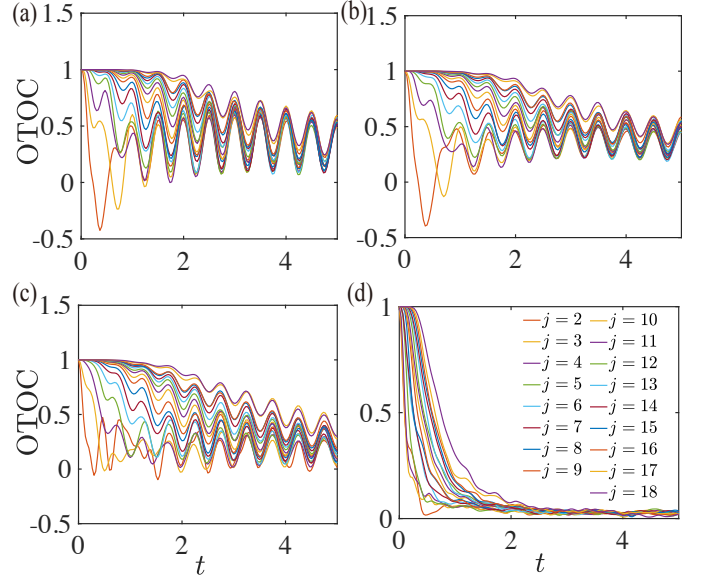 (a)
1.5
1
0.5
0
-0.5
OTOC
0
2
4
(b)
1.5
1
0.5
0
-0.5
0
2
4
(c)
1.5
1
0.5
0
-0.5
OTOC
0
2
4
t
(d)
1
0.5
0
j = 2
j = 3
j = 4
j = 5
j = 6
j = 7
j = 8
j = 9
j = 10
j = 11
j = 12
j = 13
j = 14
j = 15
j = 16
j = 17
j = 18
0
2
4
t